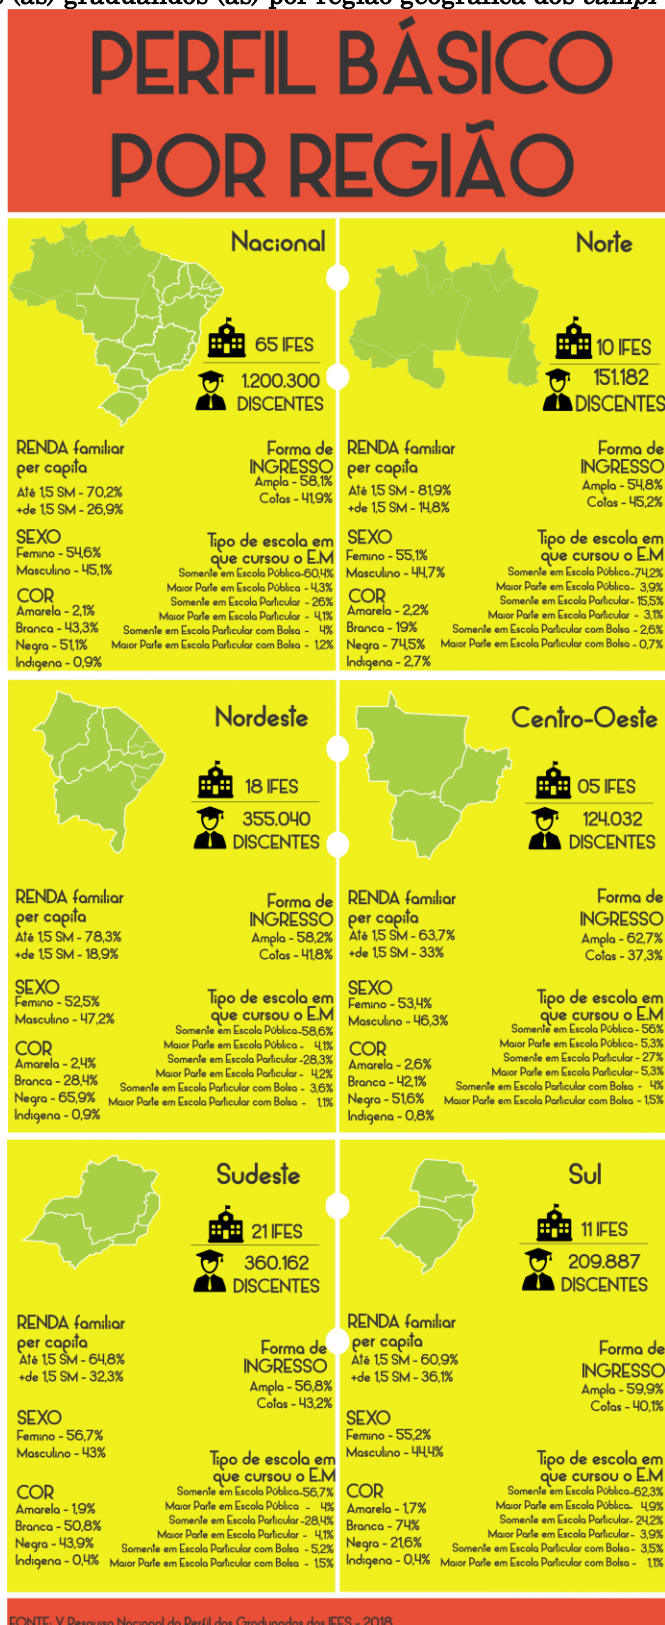 (as) graduandos (as) por região geográfica dos campi
PERFIL BÁSICO
POR REGIÃO
Nacional
65 IFES
1.200.300
DISCENTES
RENDA familiar
per capita
Até 1,5 SM - 70,2%
+de 1,5 SM - 26,9%
Forma de
INGRESSO
Ampla - 58,1%
Cotas - 41,9%
SEXO
Femino - 54,6%
Masculino - 45,1%
COR
Amarela - 2,1%
Branca - 43,3%
Negra - 51,1%
Indigena - 0,9%
Tipo de escola em
que cursou o E.M
Somente em Escola Pública-60,4%
Maior Parte em Escola Pública - 4,3%
Somente em Escola Particular - 26%
Maior Parte em Escola Particular - 4,1%
Somente em Escola Particular com Bolsa - 4%
Maior Parte em Escola Particular com Bolsa - 1,2%
Norte
10 IFES
151.182
DISCENTES
RENDA familiar
per capita
Até 1,5 SM - 81,9%
+de 1,5 SM - 14,8%
Forma de
INGRESSO
Ampla - 54,8%
Cotas - 45,2%
SEXO
Femino - 55,1%
Masculino - 44,7%
COR
Amarela - 2,2%
Branca - 19%
Negra - 74,5%
Indigena - 2,7%
Tipo de escola em
que cursou o E.M
Somente em Escola Pública-74,2%
Maior Parte em Escola Pública - 3,9%
Somente em Escola Particular- 15,5%
Maior Parte em Escola Particular - 3,1%
Somente em Escola Particular com Bolsa - 2,6%
Maior Parte em Escola Particular com Bolsa - 0,7%
Nordeste
18 IFES
355.040
DISCENTES
RENDA familiar
per capita
Até 1,5 SM - 78,3%
+de 1,5 SM - 18,9%
Forma de
INGRESSO
Ampla - 58,2%
Cotas - 41,8%
SEXO
Femino - 52,5%
Masculino - 47,2%
COR
Amarela - 2,4%
Branca - 28,4%
Negra - 65,9%
Indigena - 0,9%
Tipo de escola em
que cursou o E.M
Somente em Escola Pública-58,6%
Maior Parte em Escola Pública - 4,1%
Somente em Escola Particular -28,3%
Maior Parte em Escola Particular - 4,2%
Somente em Escola Particular com Bolsa - 3,6%
Maior Parte em Escola Particular com Bolsa - 1,1%
Centro-Oeste
05 IFES
124.032
DISCENTES
RENDA familiar
per capita
Até 1,5 SM - 63,7%
+de 1,5 SM - 33%
Forma de
INGRESSO
Ampla - 62,7%
Cotas - 37,3%
SEXO
Femino - 53,4%
Masculino - 46,3%
COR
Amarela - 2,6%
Branca - 42,1%
Negra - 51,6%
Indigena - 0,8%
Tipo de escola em
que cursou o E.M
Somente em Escola Pública - 56%
Maior Parte em Escola Pública - 5,3%
Somente em Escola Particular - 27%
Maior Parte em Escola Particular - 5,3%
Somente em Escola Particular com Bolsa - 4%
Maior Parte em Escola Particular com Bolsa - 1,5%
Sudeste
21 IFES
360.162
DISCENTES
RENDA familiar
per capita
Até 1,5 SM - 64,8%
+de 1,5 SM - 32,3%
Forma de
INGRESSO
Ampla - 56,8%
Cotas - 43,2%
SEXO
Femino - 56,7%
Masculino - 43%
COR
Amarela - 1,9%
Branca - 50,8%
Negra - 43,9%
Indigena - 0,4%
Tipo de escola em
que cursou o E.M
Somente em Escola Pública-56,7%
Maior Parte em Escola Pública - 4%
Somente em Escola Particular -28,4%
Maior Parte em Escola Particular - 4,1%
Somente em Escola Particular com Bolsa - 5,2%
Maior Parte em Escola Particular com Bolsa - 1,5%
Sul
11 IFES
209.887
DISCENTES
RENDA familiar
per capita
Até 1,5 SM - 60,9%
+de 1,5 SM - 36,1%
Forma de
INGRESSO
Ampla - 59,9%
Cotas - 40,1%
SEXO
Femino - 55,2%
Masculino - 44,4%
COR
Amarela - 1,7%
Branca - 74%
Negra - 21,6%
Indigena - 0,4%
Tipo de escola em
que cursou o E.M
Somente em Escola Pública-62,3%
Maior Parte em Escola Pública- 4,9%
Somente em Escola Particular- 24,2%
Maior Parte em Escola Particular - 3,9%
Somente em Escola Particular com Bolsa - 3,5%
Maior Parte em Escola Particular com Bolsa - 1,1%
FONTE: V Pesquisa Nacional do Perfil dos Graduandos das IFES - 2018